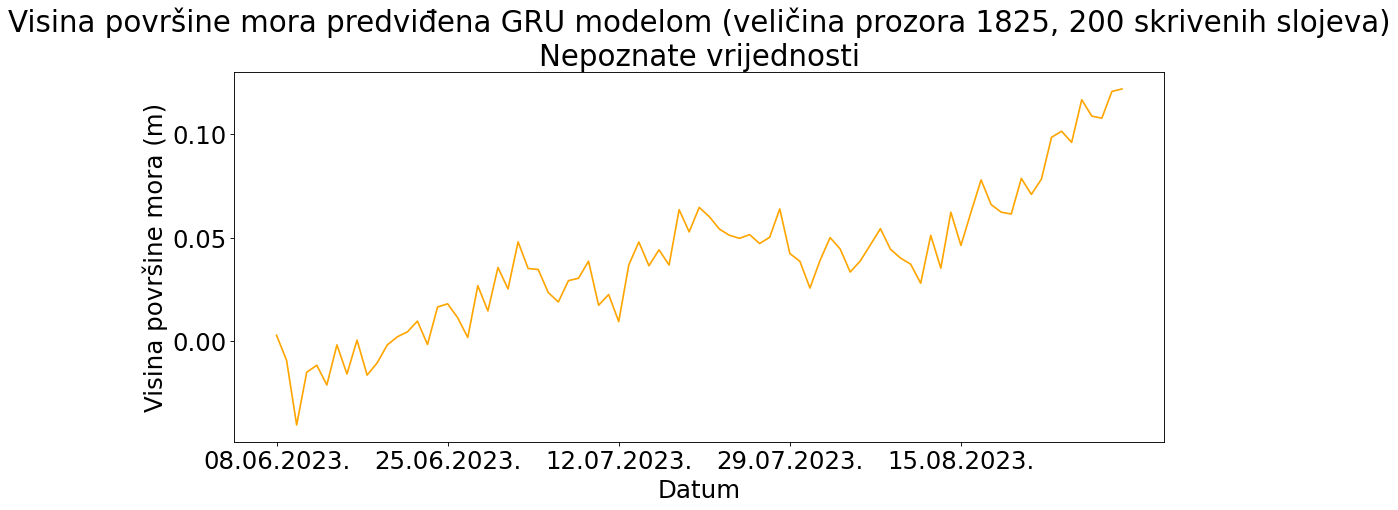 Visina površine mora predviđena GRU modelom (veličina prozora 1825, 200 skrivenih slojeva)
Nepoznate vrijednosti
Visina površine mora (m)
0.10
0.05
0.00
08.06.2023. 25.06.2023. 12.07.2023. 29.07.2023. 15.08.2023.
Datum